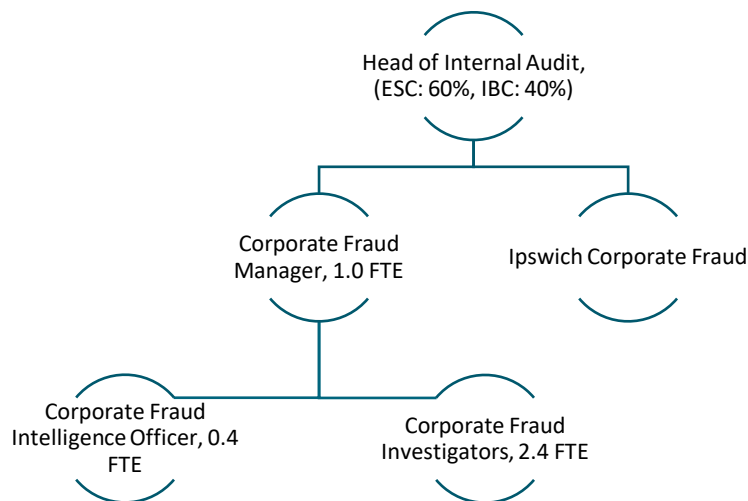 Head of Internal Audit,
(ESC: 60%, IBC: 40%)
Corporate Fraud
Manager, 1.0 FTE
Ipswich Corporate Fraud
Corporate Fraud
Intelligence Officer, 0.4
FTE
Corporate Fraud
Investigators, 2.4 FTE